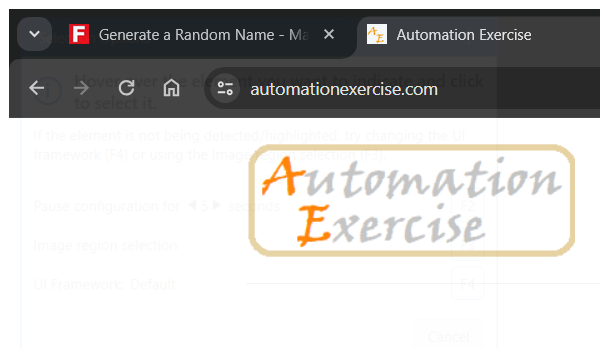 Generate a Random Name - Ma
Automation Exercise
automationexercise.com
Hover over the element you want to indicate and click
to select it.
If the element is not being detected/highlighted, try changing the UI
framework (F4) or using the image region selection (F3).
Automation
Exercise
Pause configuration for 5 seconds
F2
Image region selection
UI Framework: Default
F4
Cancel